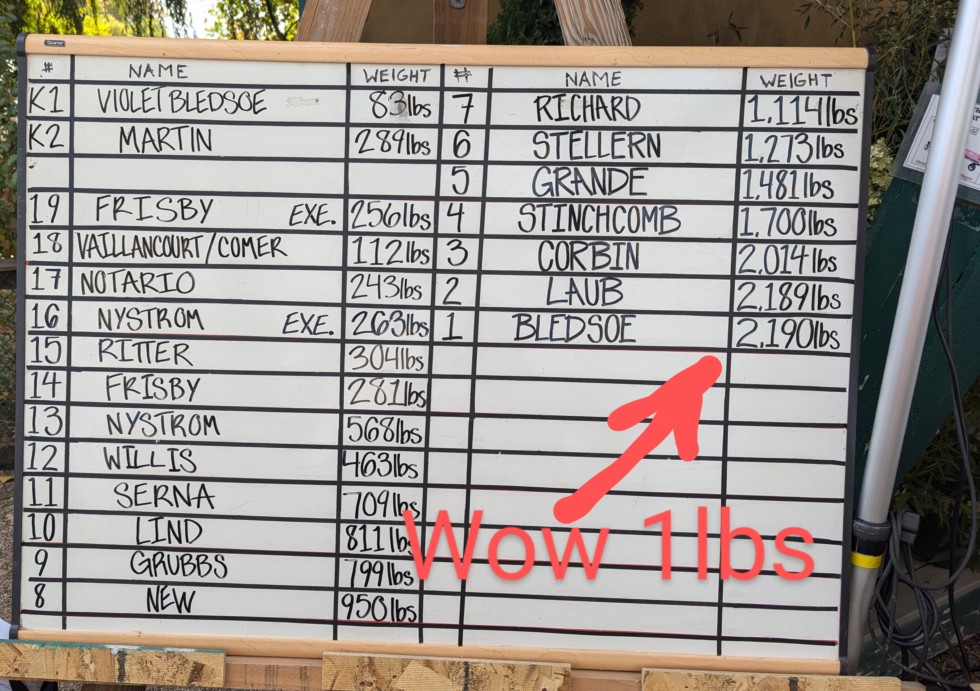 # NAME WEIGHT # NAME WEIGHT
K1 VIOLET BLEDSOE 83lbs 7 RICHARD 1,114lbs
K2 MARTIN 289lbs 6 STELLERN 1,273lbs
5 GRANDE 1,481lbs
19 FRISBY EXE. 256lbs 4 STINCHCOMB 1,700lbs
18 VAILLANCOURT/COMER 112lbs 3 CORBIN 2,014lbs
17 NOTARIO 243lbs 2 LAUB 2,189lbs
16 NYSTROM EXE. 263lbs 1 BLEDSOE 2,190lbs
15 RITTER 304lbs
14 FRISBY 281lbs
13 NYSTROM 568lbs
12 WILLIS 463lbs
11 SERNA 709lbs
10 LIND 811lbs
9 GRUBBS 799lbs
8 NEW 950lbs
Wow 1lbs